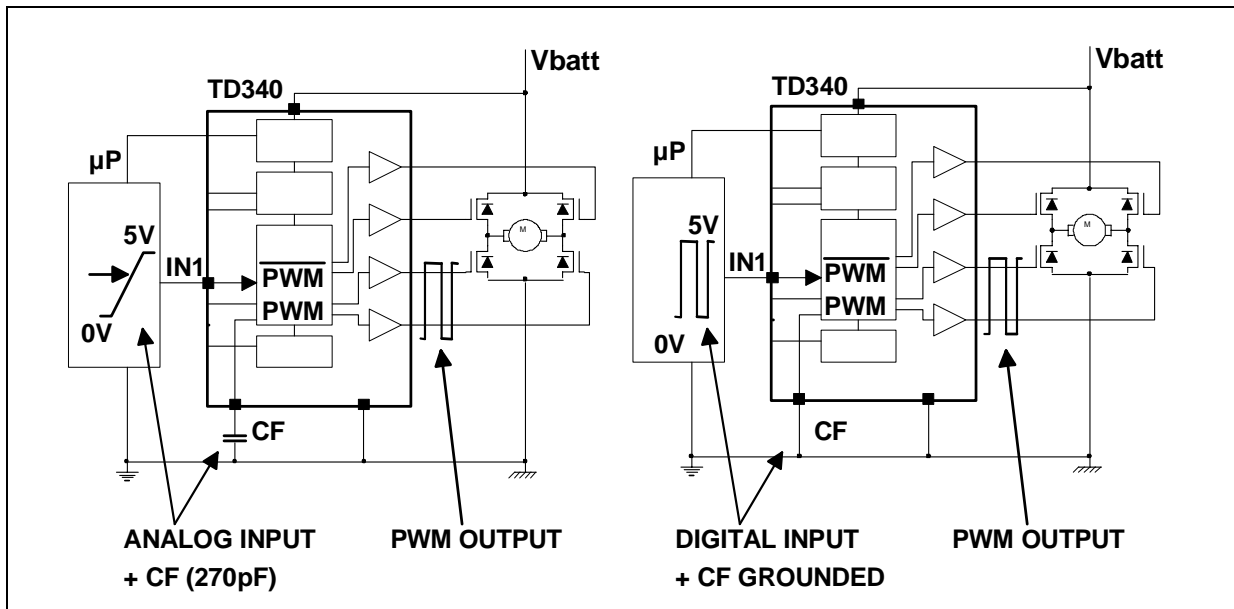 Vbatt
TD340
µP
5V
IN1
PWM
PWM
0V
CF
ANALOG INPUT
+ CF (270pF)
PWM OUTPUT
M
Vbatt
TD340
µP
5V
IN1
PWM
PWM
0V
CF
DIGITAL INPUT
+ CF GROUNDED
PWM OUTPUT
M